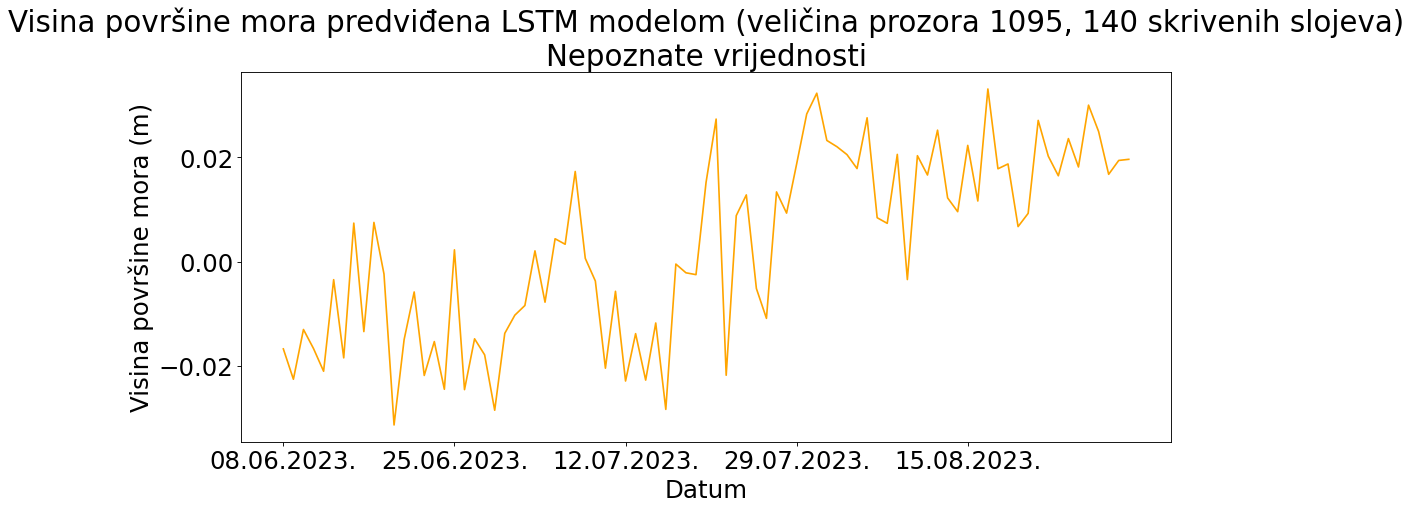 Visina površine mora predviđena LSTM modelom (veličina prozora 1095, 140 skrivenih slojeva)
Nepoznate vrijednosti
Visina površine mora (m)
0.02
0.00
−0.02
08.06.2023. 25.06.2023. 12.07.2023. 29.07.2023. 15.08.2023.
Datum